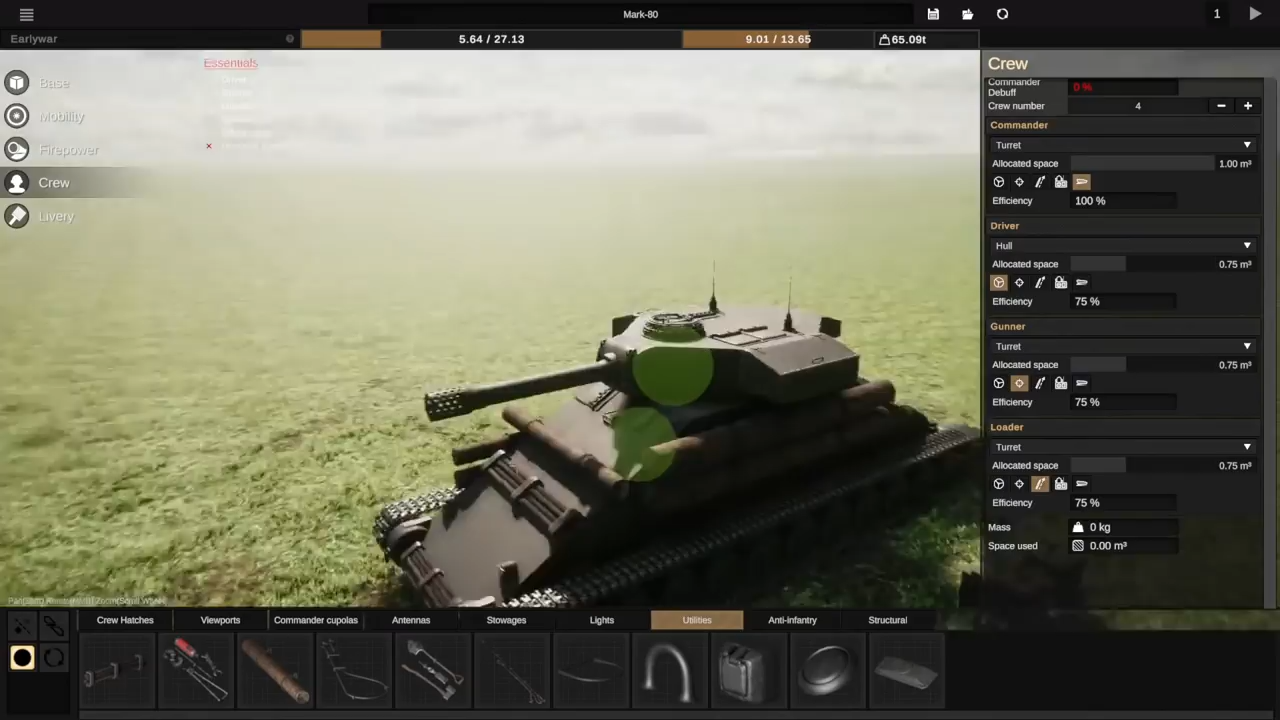 Mark-80
1
Earlywar
5.64 / 27.13
9.01 / 13.65
65.09t
Essentials
Base
Mobility
Firepower
Crew
Livery
Crew
Commander
Debuff
0 %
Crew number
4
Commander
Turret
Allocated space
1.00 m³
Efficiency
100 %
Driver
Hull
Allocated space
0.75 m³
Efficiency
75 %
Gunner
Turret
Allocated space
0.75 m³
Efficiency
75 %
Loader
Turret
Allocated space
0.75 m³
Efficiency
75 %
Mass
0 kg
Space used
0.00 m³
Crew Hatches
Viewports
Commander cupolas
Antennas
Stowages
Lights
Utilities
Anti-infantry
Structural